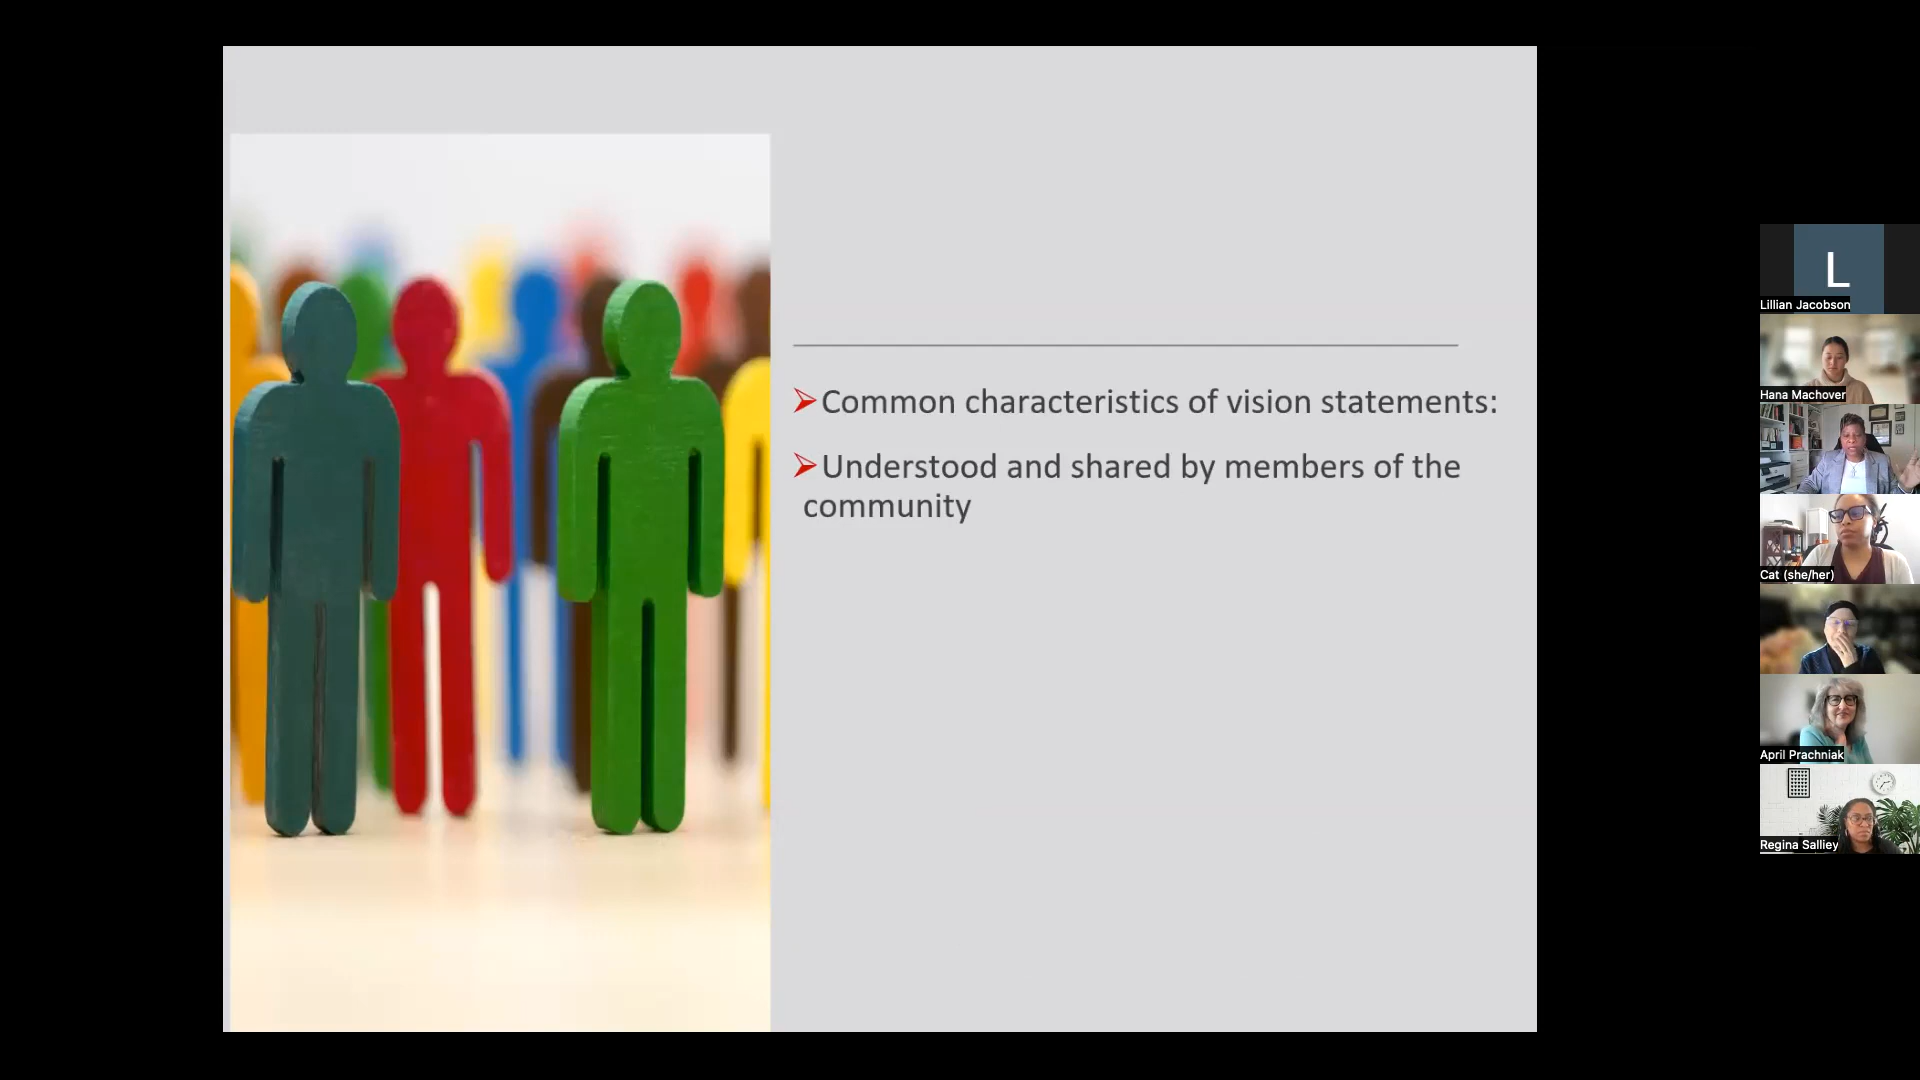 Common characteristics of vision statements:
Understood and shared by members of the
community
L
Lillian Jacobson
Hana Machover
Cat (she/her)
April Prachniak
Regina Salliey